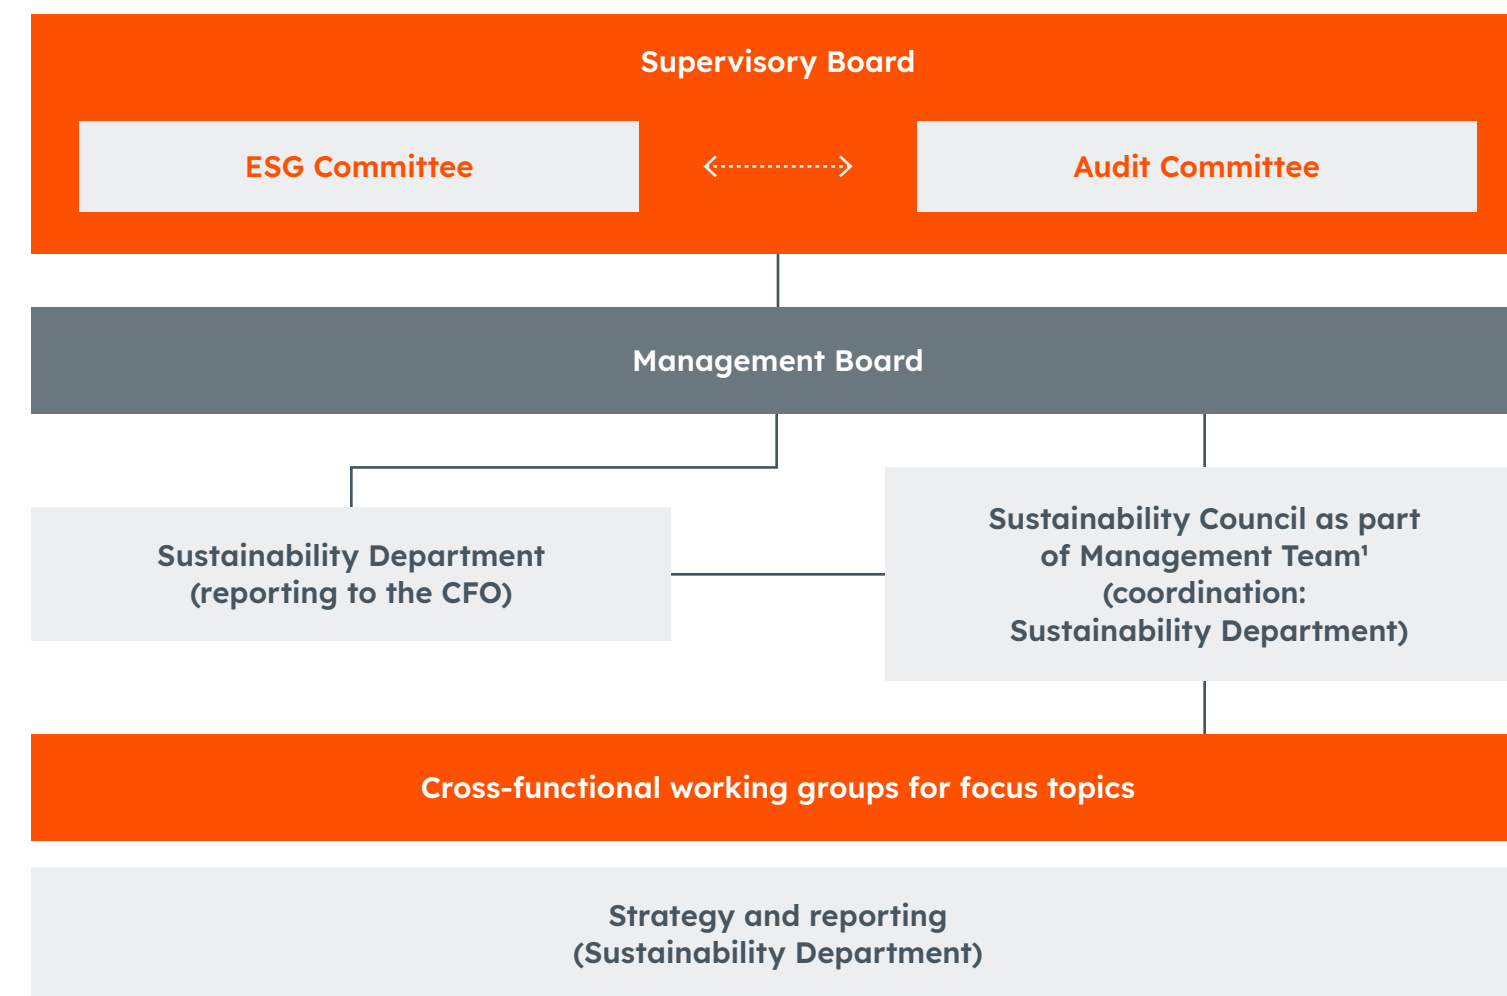 Supervisory Board
ESG Committee
Audit Committee
Management Board
Sustainability Department
(reporting to the CFO)
Sustainability Council as part
of Management Team¹
(coordination:
Sustainability Department)
Cross-functional working groups for focus topics
Strategy and reporting
(Sustainability Department)